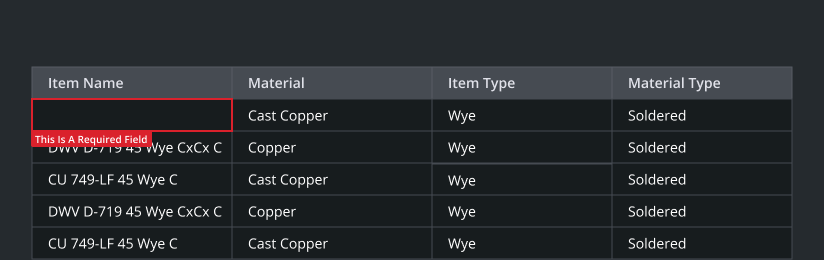 Item Name Material Item Type Material Type
Cast Copper Wye Soldered
This Is A Required Field
DWV D-719 45 Wye CxCx C Copper Wye Soldered
CU 749-LF 45 Wye C Cast Copper Wye Soldered
DWV D-719 45 Wye CxCx C Copper Wye Soldered
CU 749-LF 45 Wye C Cast Copper Wye Soldered